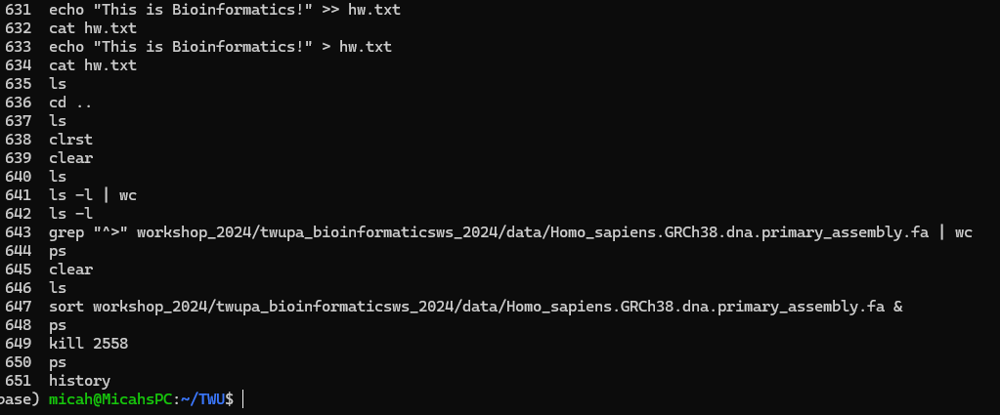 631 echo "This is Bioinformatics!" >> hw.txt
632 cat hw.txt
633 echo "This is Bioinformatics!" > hw.txt
634 cat hw.txt
635 ls
636 cd ..
637 ls
638 clrst
639 clear
640 ls
641 ls -l | wc
642 ls -l
643 grep "^>" workshop_2024/twupa_bioinformaticsws_2024/data/Homo_sapiens.GRCh38.dna.primary_assembly.fa | wc
644 ps
645 clear
646 ls
647 sort workshop_2024/twupa_bioinformaticsws_2024/data/Homo_sapiens.GRCh38.dna.primary_assembly.fa &
648 ps
649 kill 2558
650 ps
651 history
base) micah@MicahsPC:~/TWU$